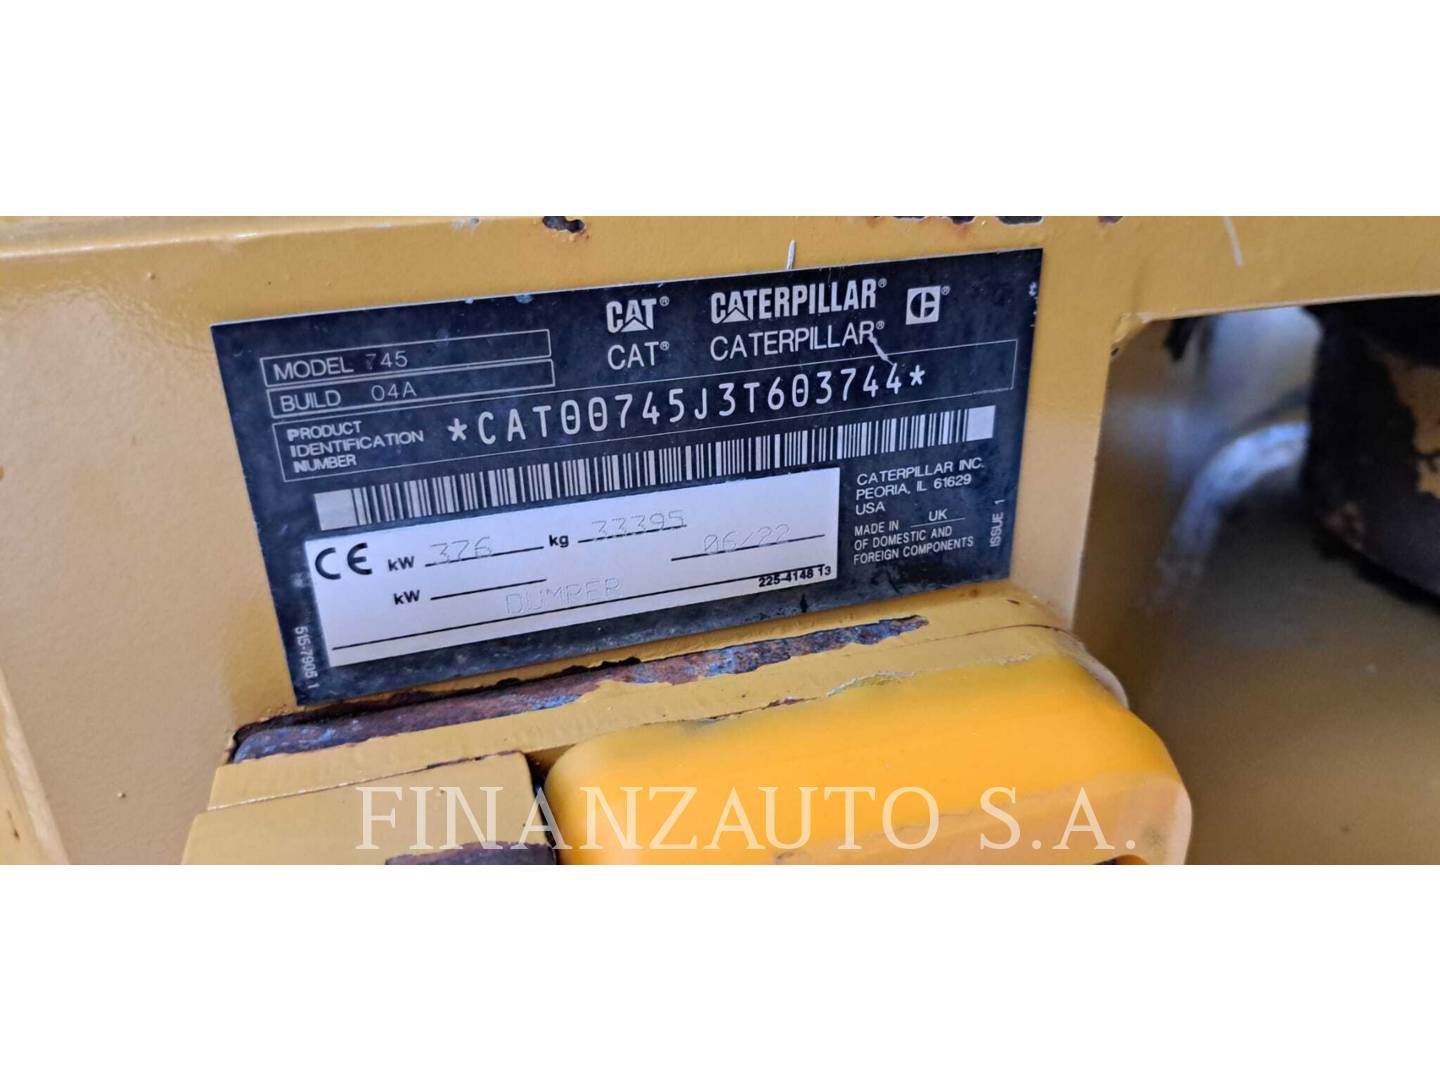 CAT® CATERPILLAR® C®
CAT® CATERPILLAR®
MODEL 745
BUILD 04A
PRODUCT IDENTIFICATION NUMBER *CAT00745J3T603744*
CE kW 376 kg 33395 06/22
kW DUMPER 225-4148 13
CATERPILLAR INC.
PEORIA, IL 61629
USA
MADE IN UK
OF DOMESTIC AND
FOREIGN COMPONENTS
ISSUE 1
515-7906 1
FINANZAUTO S.A.